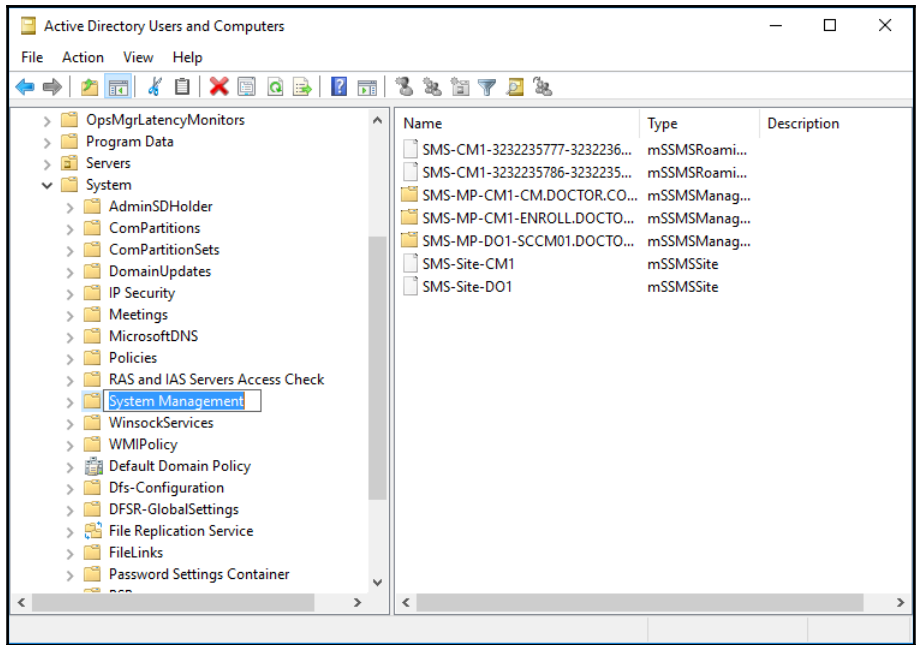 Active Directory Users and Computers
File Action View Help
OpsMgrLatencyMonitors
Program Data
Servers
System
AdminSDHolder
ComPartitions
ComPartitionSets
DomainUpdates
IP Security
Meetings
MicrosoftDNS
Policies
RAS and IAS Servers Access Check
System Management
WinsockServices
WMIPolicy
Default Domain Policy
Dfs-Configuration
DFSR-GlobalSettings
File Replication Service
FileLinks
Password Settings Container
Name Type Description
SMS-CM1-3232235777-3232236... mSSMSRoami...
SMS-CM1-3232235786-3232235... mSSMSRoami...
SMS-MP-CM1-CM.DOCTOR.CO... mSSMSManag...
SMS-MP-CM1-ENROLL.DOCTO... mSSMSManag...
SMS-MP-DO1-SCCM01.DOCTO... mSSMSManag...
SMS-Site-CM1 mSSMSSite
SMS-Site-DO1 mSSMSSite